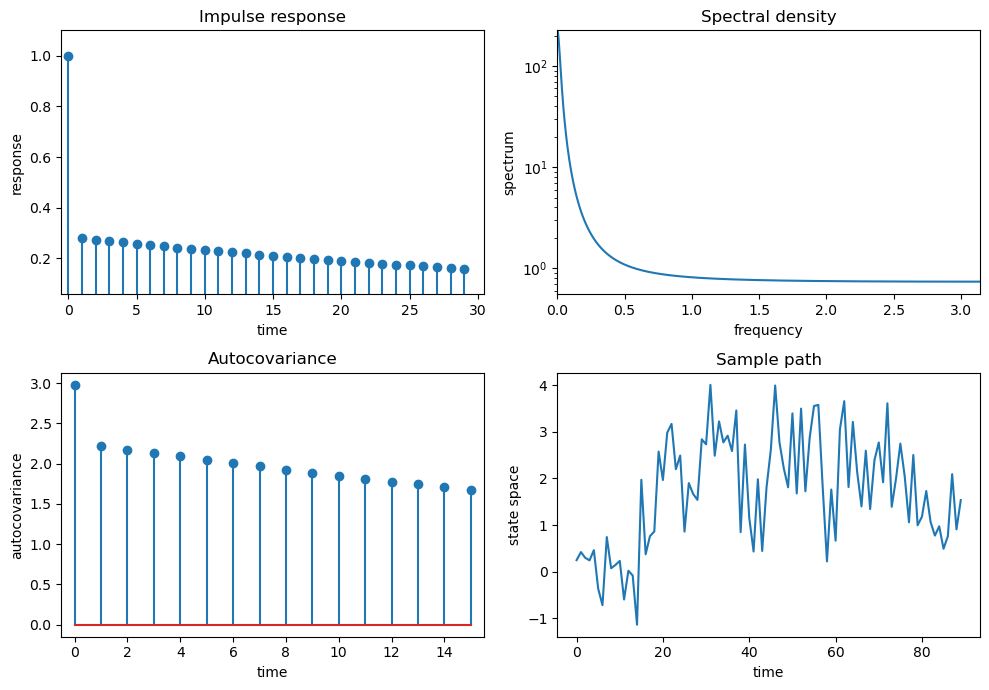 Impulse response
response
1.0
0.8
0.6
0.4
0.2
0 5 10 15 20 25 30
time
Spectral density
spectrum
10²
10¹
10⁰
0.0 0.5 1.0 1.5 2.0 2.5 3.0
frequency
Autocovariance
autocovariance
3.0
2.5
2.0
1.5
1.0
0.5
0.0
0 2 4 6 8 10 12 14
time
Sample path
state space
4
3
2
1
0
−1
0 20 40 60 80
time